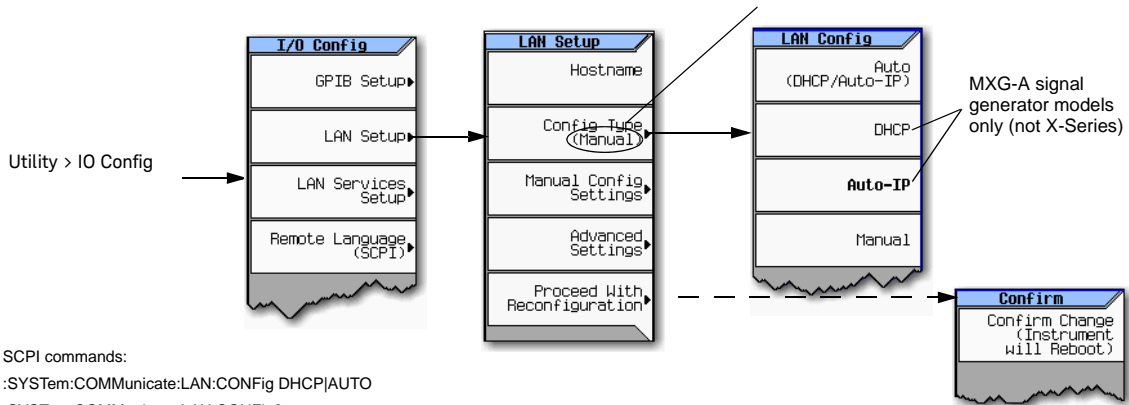 Utility > IO Config
I/O Config
GPIB Setup
LAN Setup
LAN Services
Setup
Remote Language
(SCPI)
LAN Setup
Hostname
Config Type
(Manual)
Manual Config
Settings
Advanced
Settings
Proceed With
Reconfiguration
LAN Config
Auto
(DHCP/Auto-IP)
DHCP
Auto-IP
Manual
MXG-A signal
generator models
only (not X-Series)
Confirm
Confirm Change
(Instrument
will Reboot)
SCPI commands:
:SYSTem:COMMunicate:LAN:CONFig DHCP|AUTO